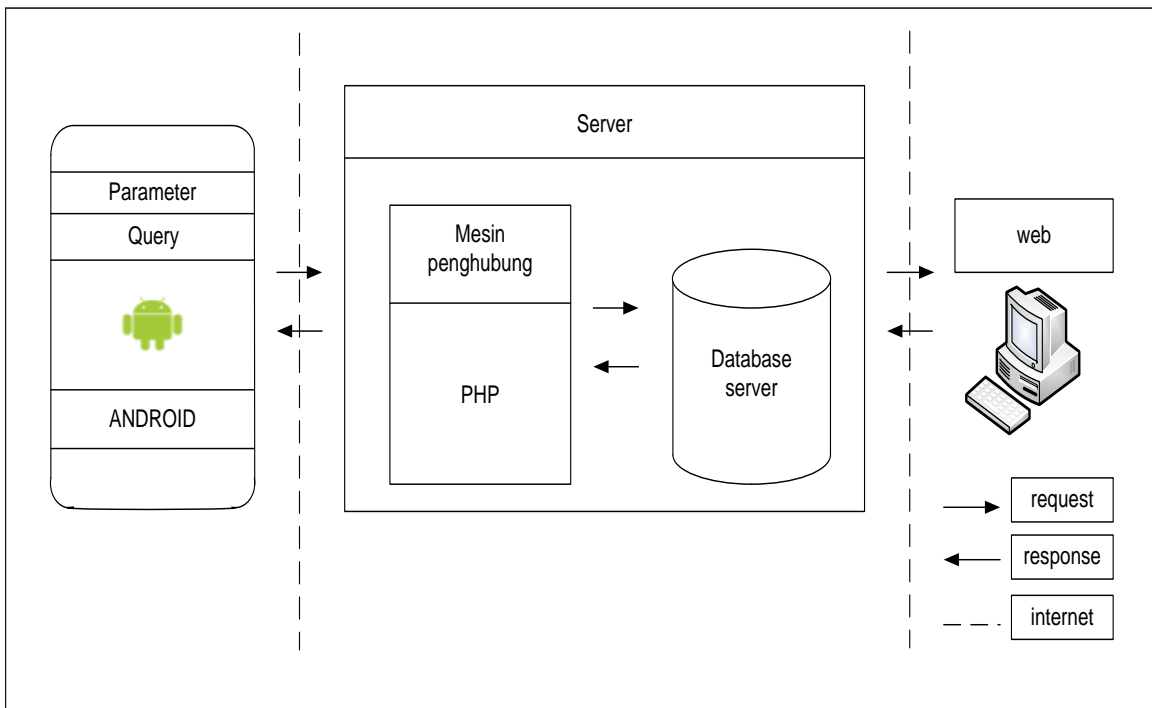 Parameter
Query
ANDROID
Server
Mesin
penghubung
PHP
Database
server
web
request
response
internet